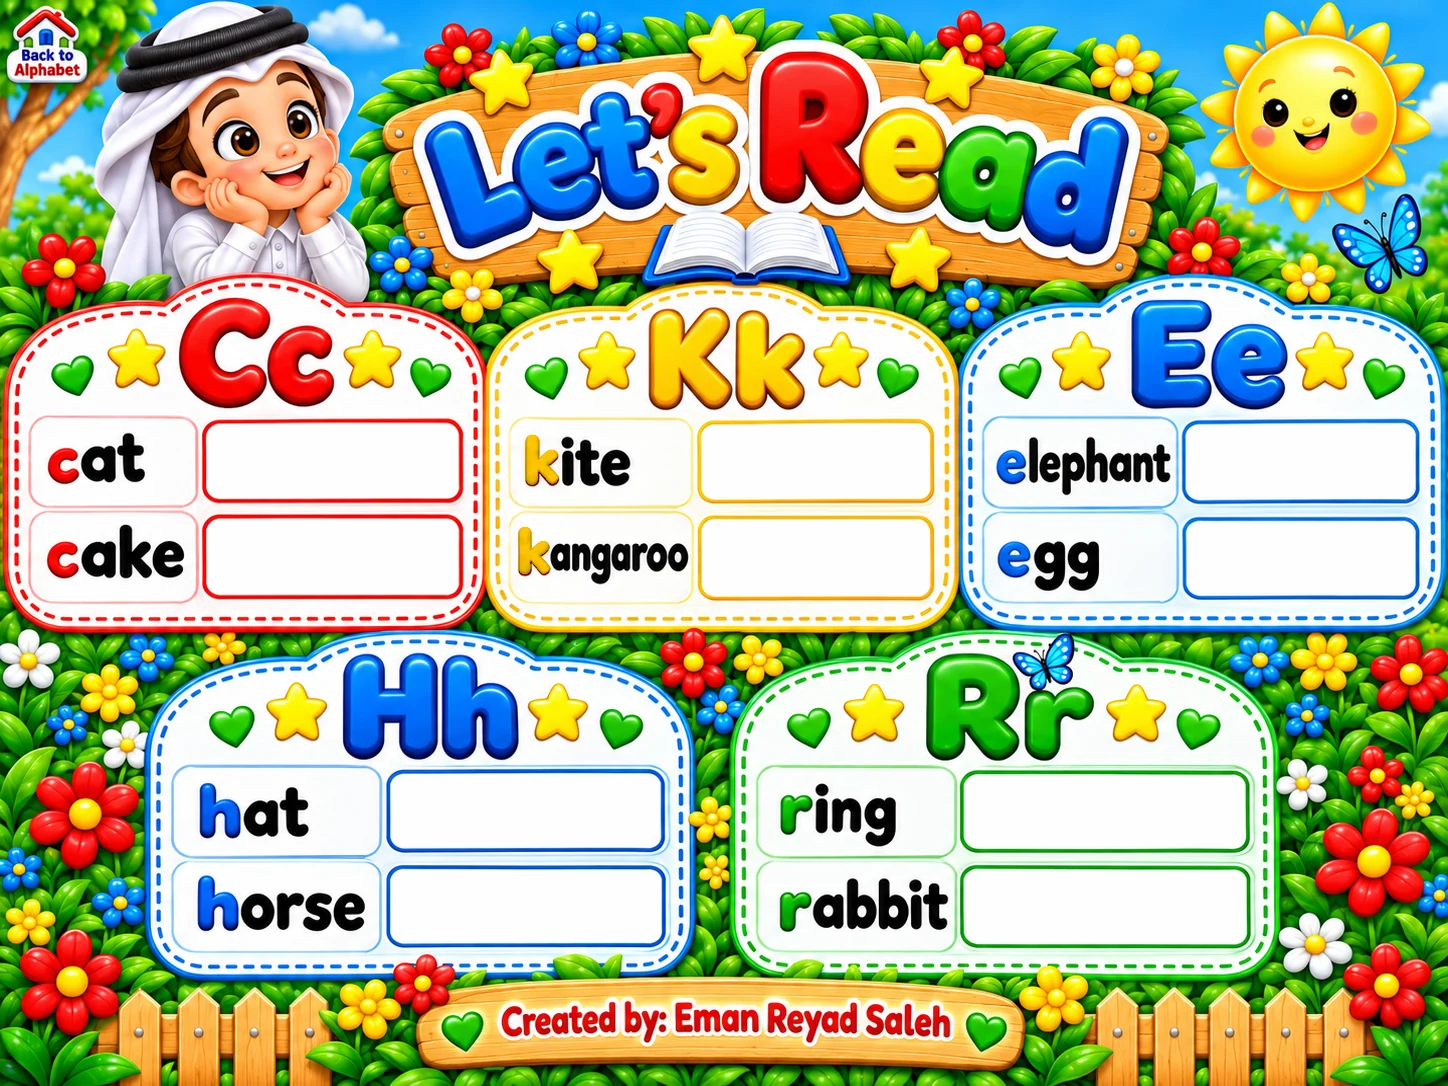 Back to
Alphabet
Let's Read
Cc
cat
cake
Kk
kite
kangaroo
Ee
elephant
egg
Hh
hat
horse
Rr
ring
rabbit
Created by: Eman Reyad Saleh